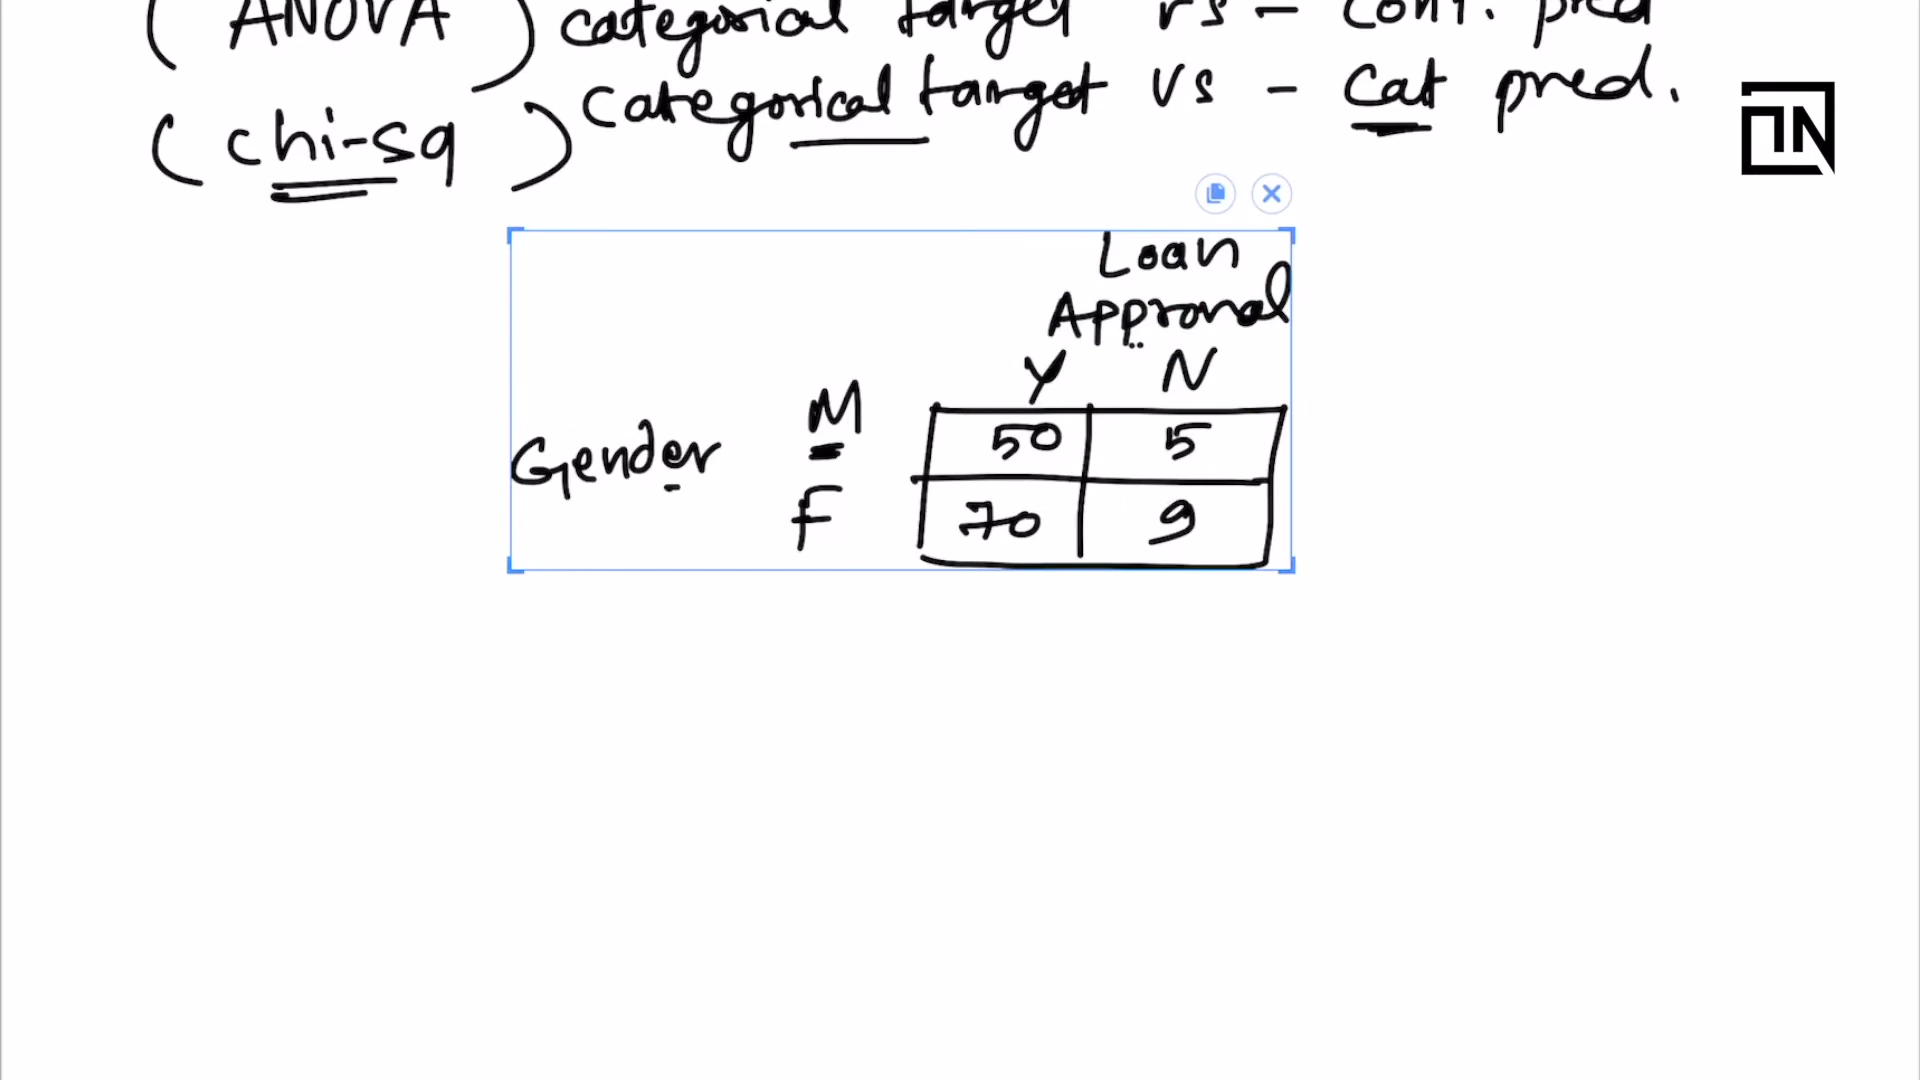 ( ANOVA ) categorical target vs - cont. pred
( chi-sq ) categorical target vs - cat pred.
Loan
Approval
Y N
Gender M 50 5
F 70 9